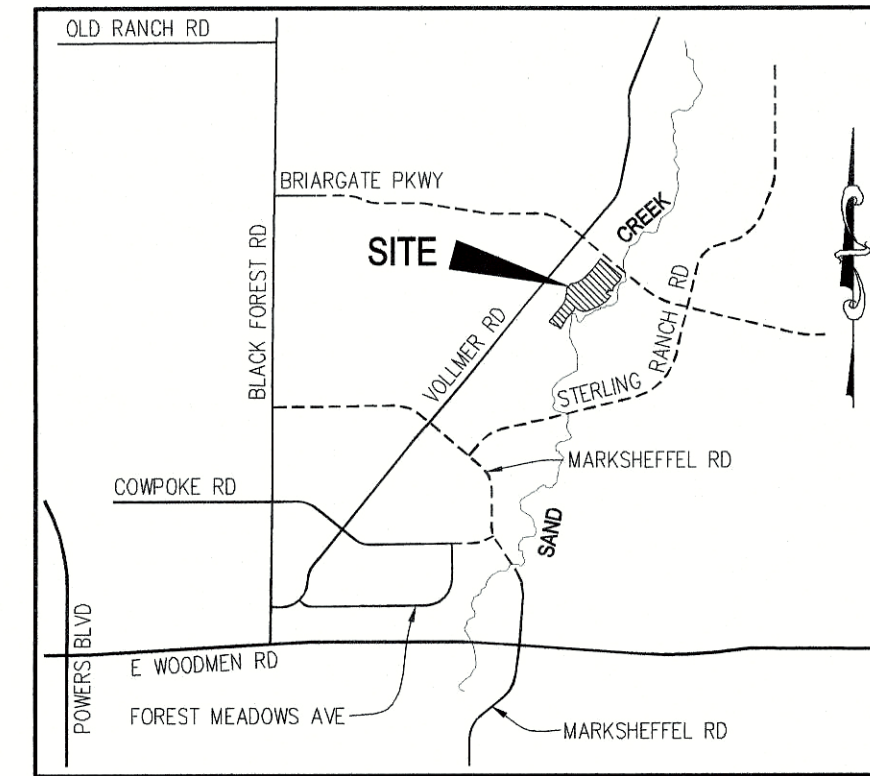 OLD RANCH RD
BRIARGATE PKWY
CREEK
SITE
BLACK FOREST RD
VOLLMER RD
STERLING RANCH RD
MARKSHEFFEL RD
COWPOKE RD
SAND
POWERS BLVD
E WOODMEN RD
FOREST MEADOWS AVE
MARKSHEFFEL RD